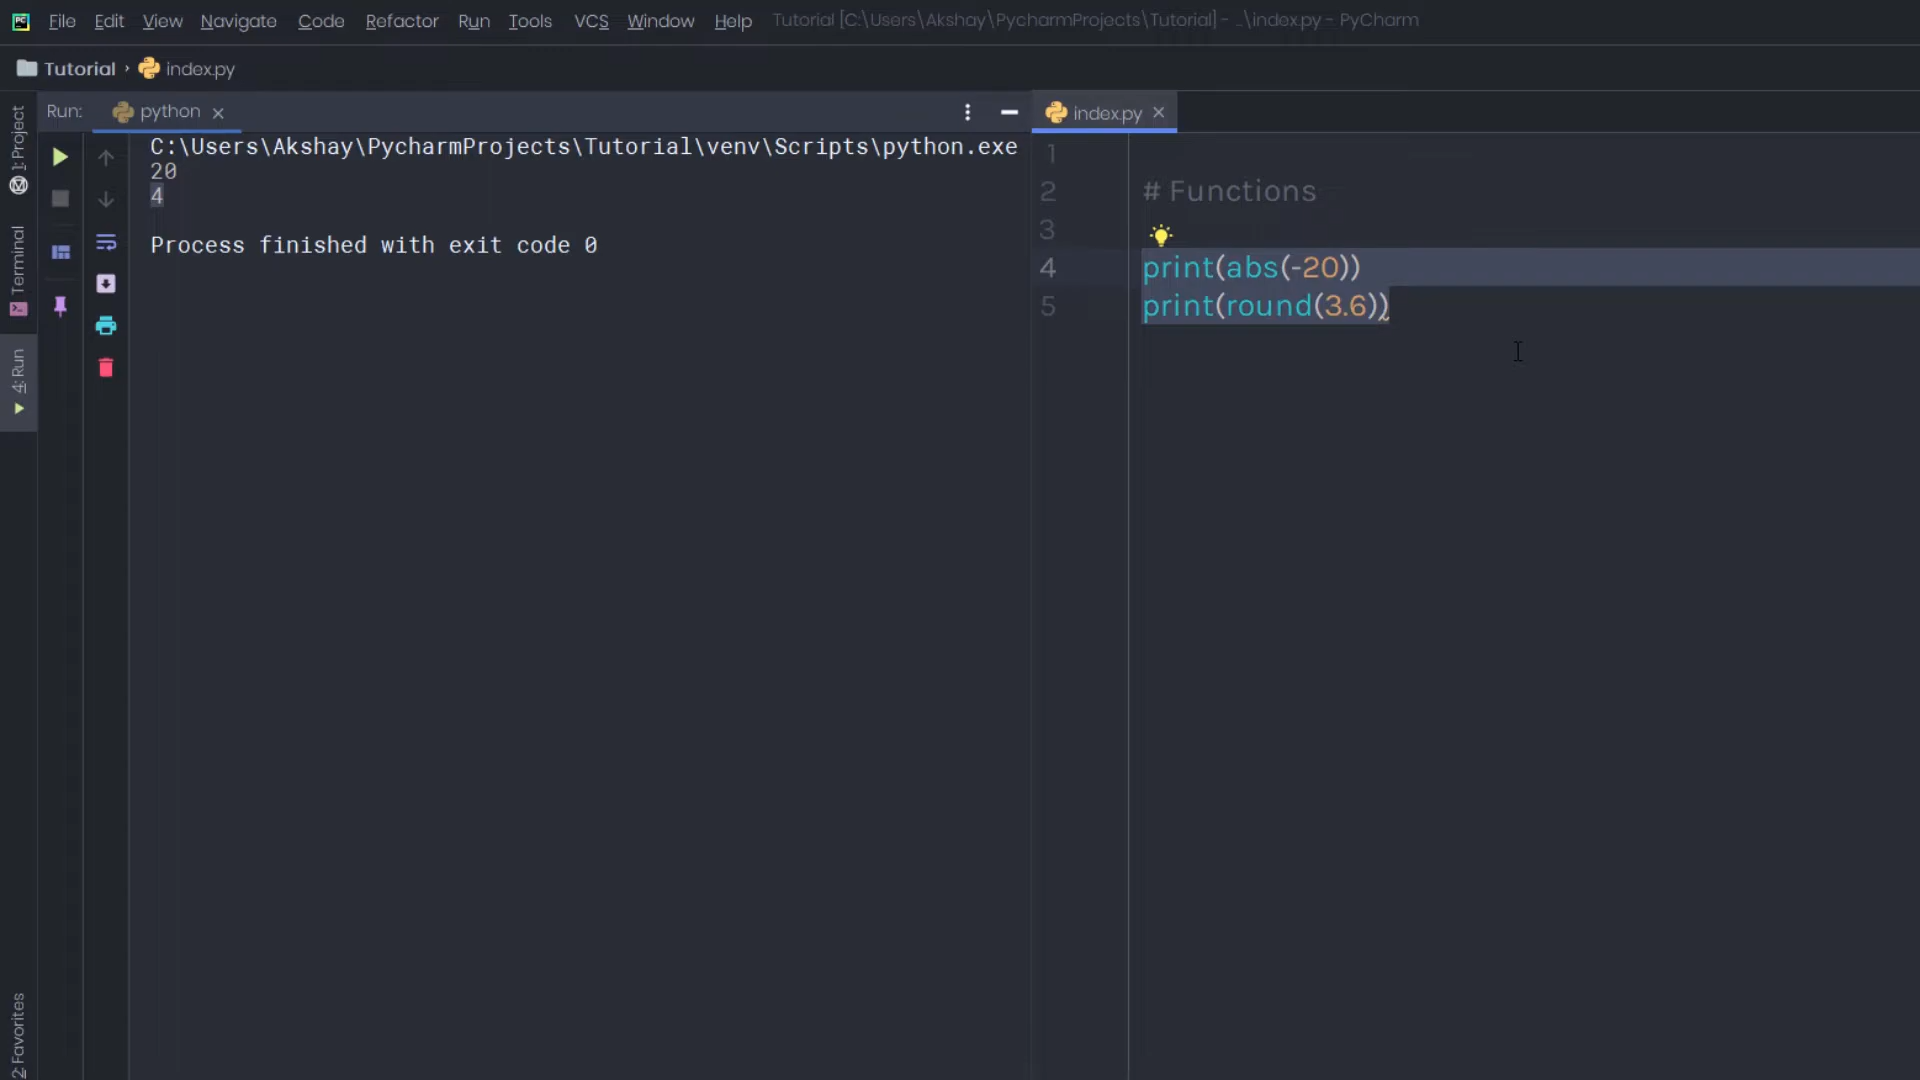 File Edit View Navigate Code Refactor Run Tools VCS Window Help Tutorial [C:\Users\Akshay\PycharmProjects\Tutorial] - ...\index.py - PyCharm
Tutorial › index.py
Run: python
index.py
1: Project
Terminal
4: Run
2: Favorites
C:\Users\Akshay\PycharmProjects\Tutorial\venv\Scripts\python.exe
20
4
Process finished with exit code 0
1
2 # Functions
3
4 print(abs(-20))
5 print(round(3.6))